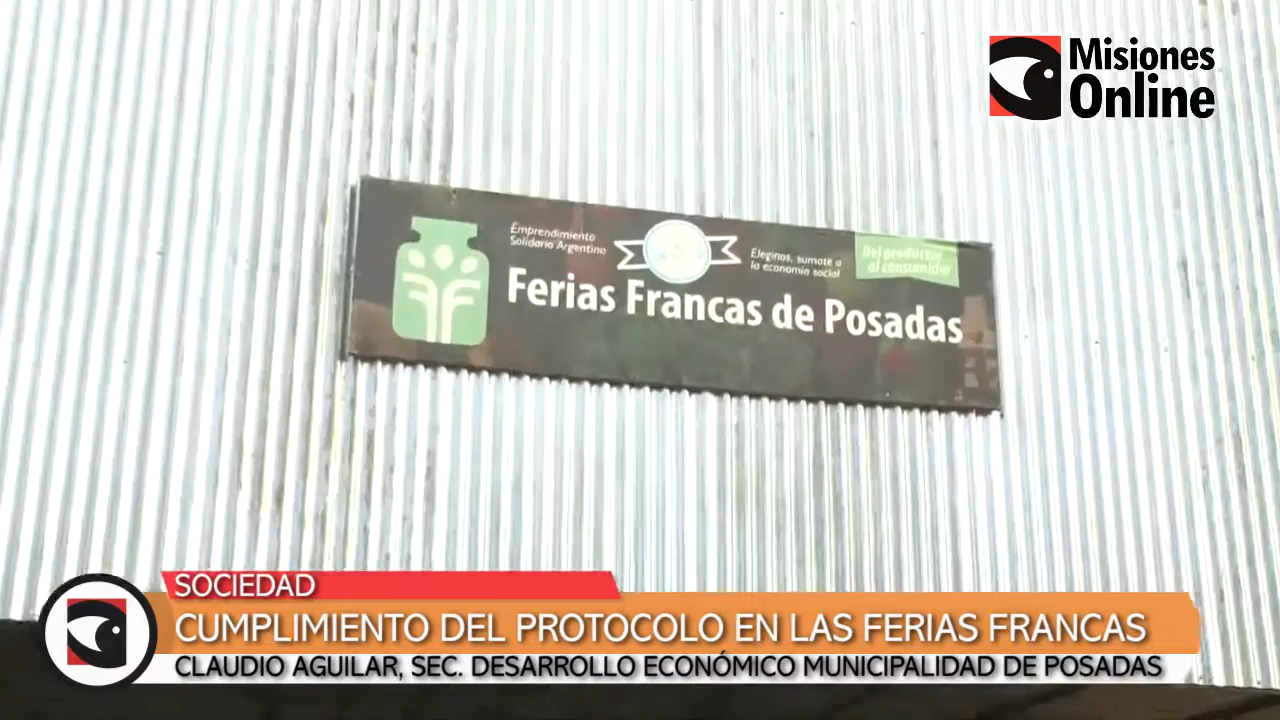 Misiones
Online
Emprendimiento
Solidario Argentino
Eleginos, sumate a
la economía social
Del productor
al consumidor
Ferias Francas de Posadas
SOCIEDAD
CUMPLIMIENTO DEL PROTOCOLO EN LAS FERIAS FRANCAS
CLAUDIO AGUILAR, SEC. DESARROLLO ECONÓMICO MUNICIPALIDAD DE POSADAS